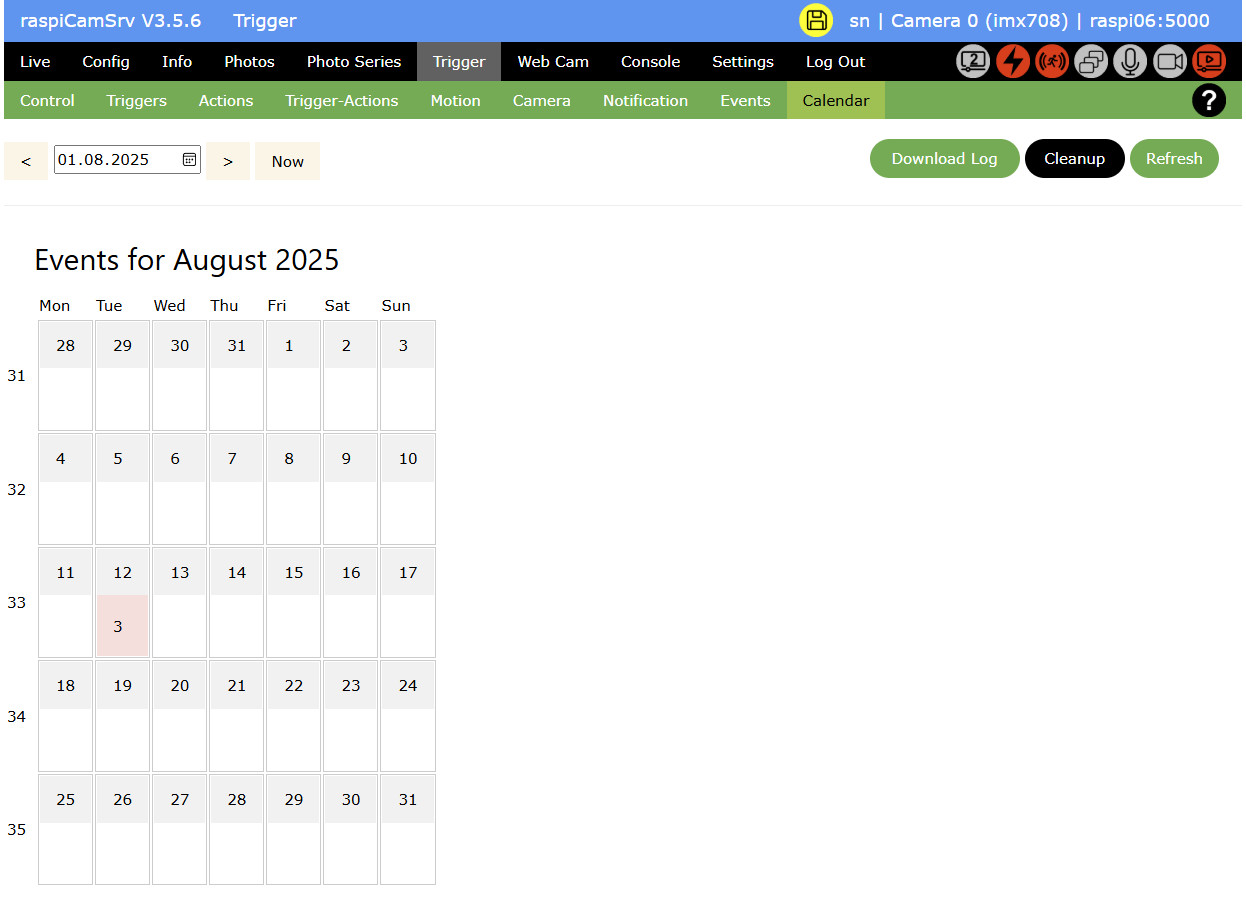 raspiCamSrv V3.5.6 Trigger sn | Camera 0 (imx708) | raspi06:5000
Live Config Info Photos Photo Series Trigger Web Cam Console Settings Log Out 2
Control Triggers Actions Trigger-Actions Motion Camera Notification Events Calendar ?
< 01.08.2025 > Now Download Log Cleanup Refresh
Events for August 2025
Mon Tue Wed Thu Fri Sat Sun
28 29 30 31 1 2 3
31
4 5 6 7 8 9 10
32
11 12 13 14 15 16 17
33
3
18 19 20 21 22 23 24
34
25 26 27 28 29 30 31
35